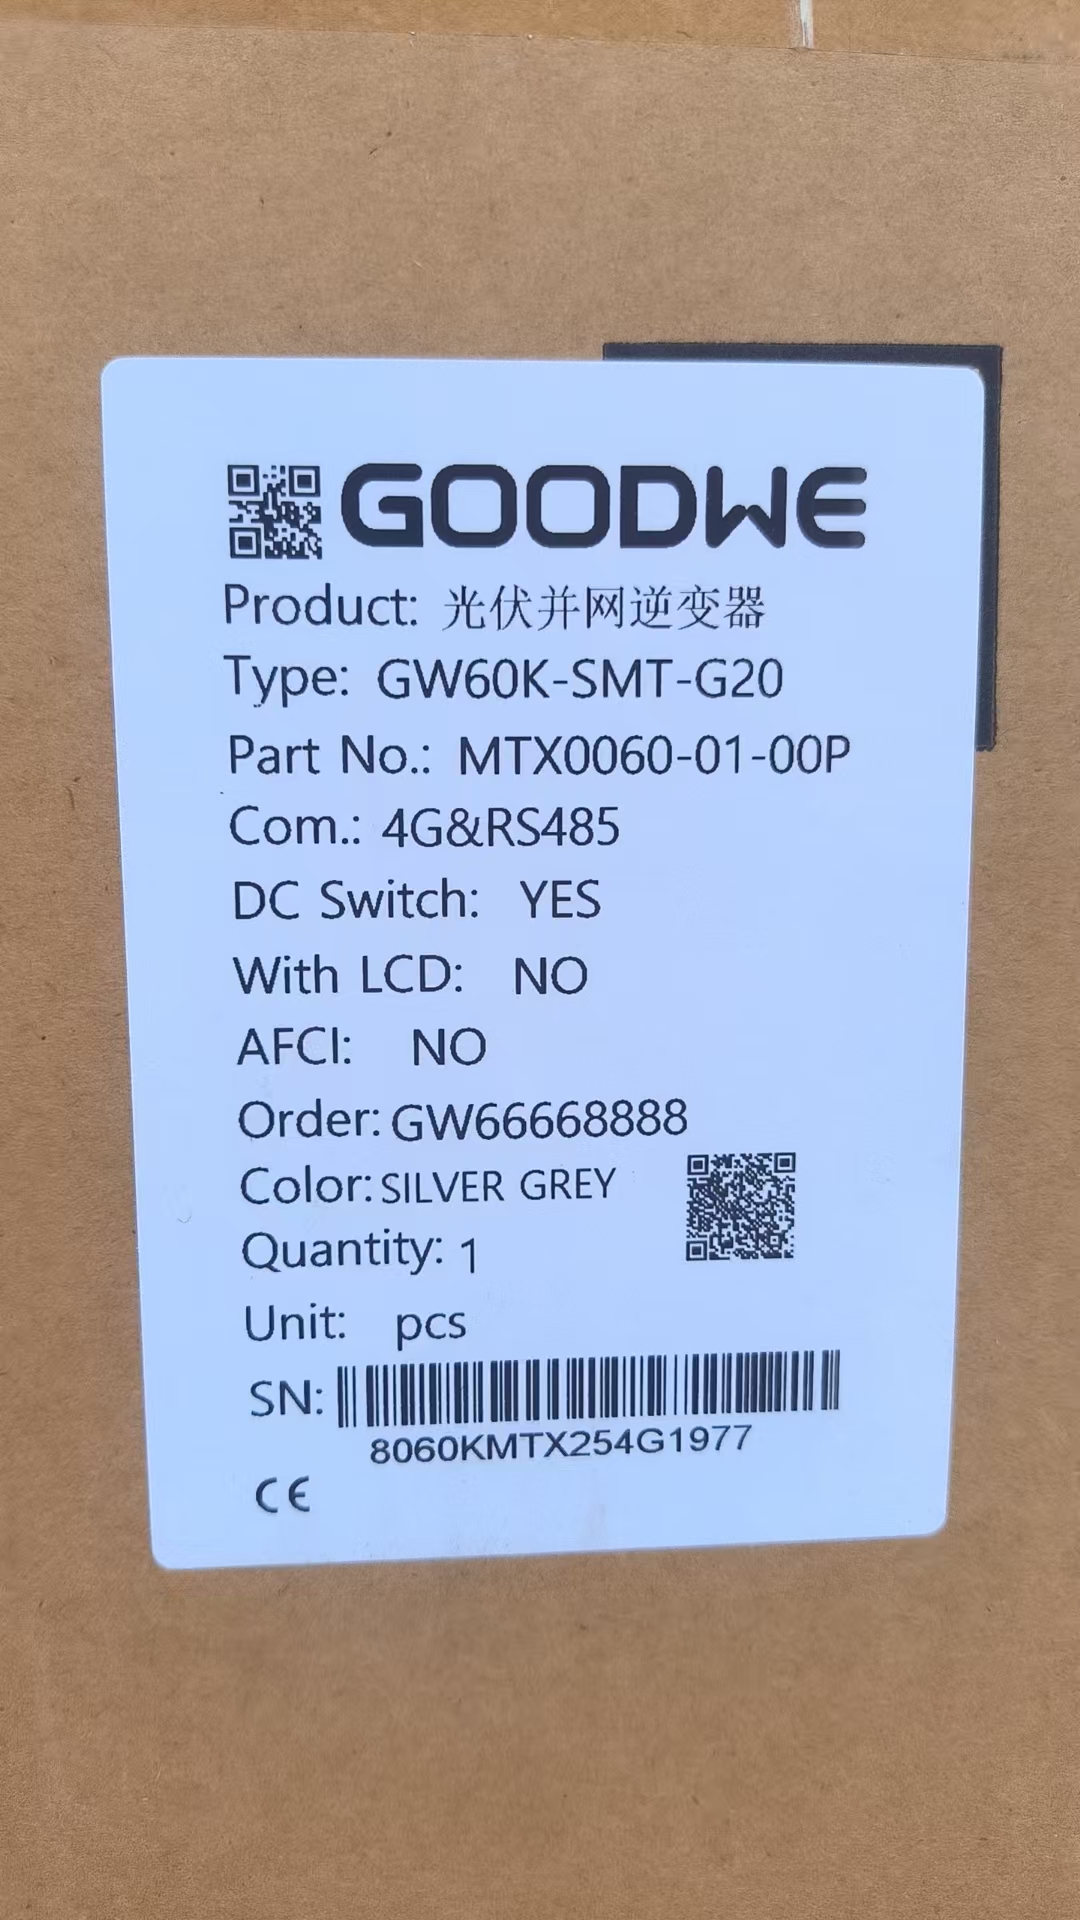 GOODWE
Product: 光伏并网逆变器
Type: GW60K-SMT-G20
Part No.: MTX0060-01-00P
Com.: 4G&RS485
DC Switch: YES
With LCD: NO
AFCI: NO
Order: GW66668888
Color: SILVER GREY
Quantity: 1
Unit: pcs
SN:
8060KMTX254G1977
CE